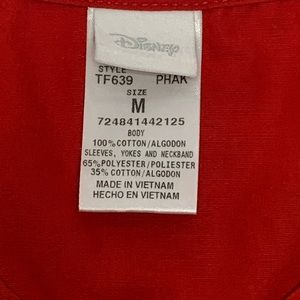 Disney
STYLE
TF639 PHAK
SIZE
M
724841442125
BODY
100% COTTON/ALGODON
SLEEVES, YOKES AND NECKBAND
65% POLYESTER/POLIESTER
35% COTTON/ALGODON
MADE IN VIETNAM
HECHO EN VIETNAM